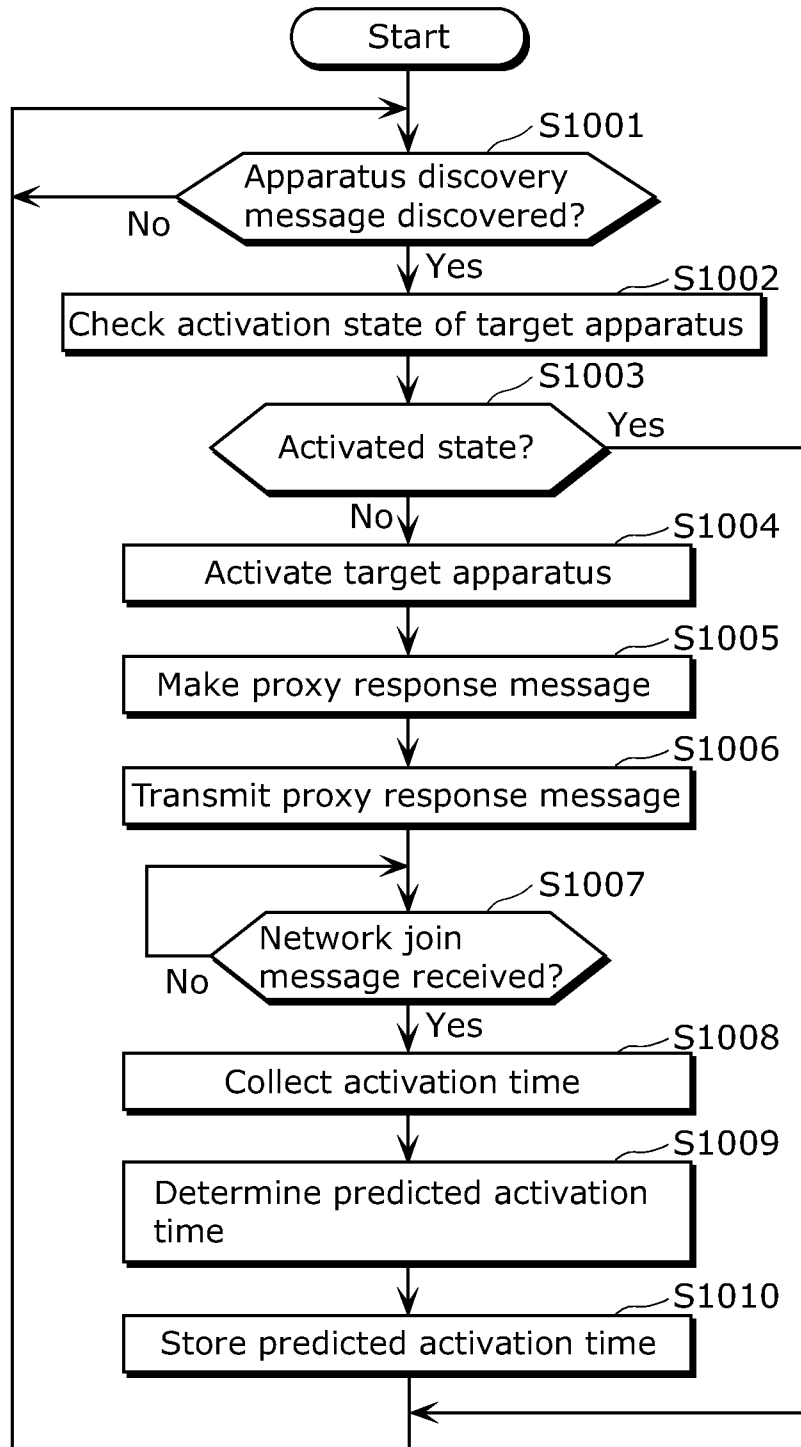 Start
S1001
Apparatus discovery
message discovered?
No
Yes
S1002
Check activation state of target apparatus
S1003
Activated state?
Yes
No
S1004
Activate target apparatus
S1005
Make proxy response message
S1006
Transmit proxy response message
S1007
Network join
message received?
No
Yes
S1008
Collect activation time
S1009
Determine predicted activation
time
S1010
Store predicted activation time